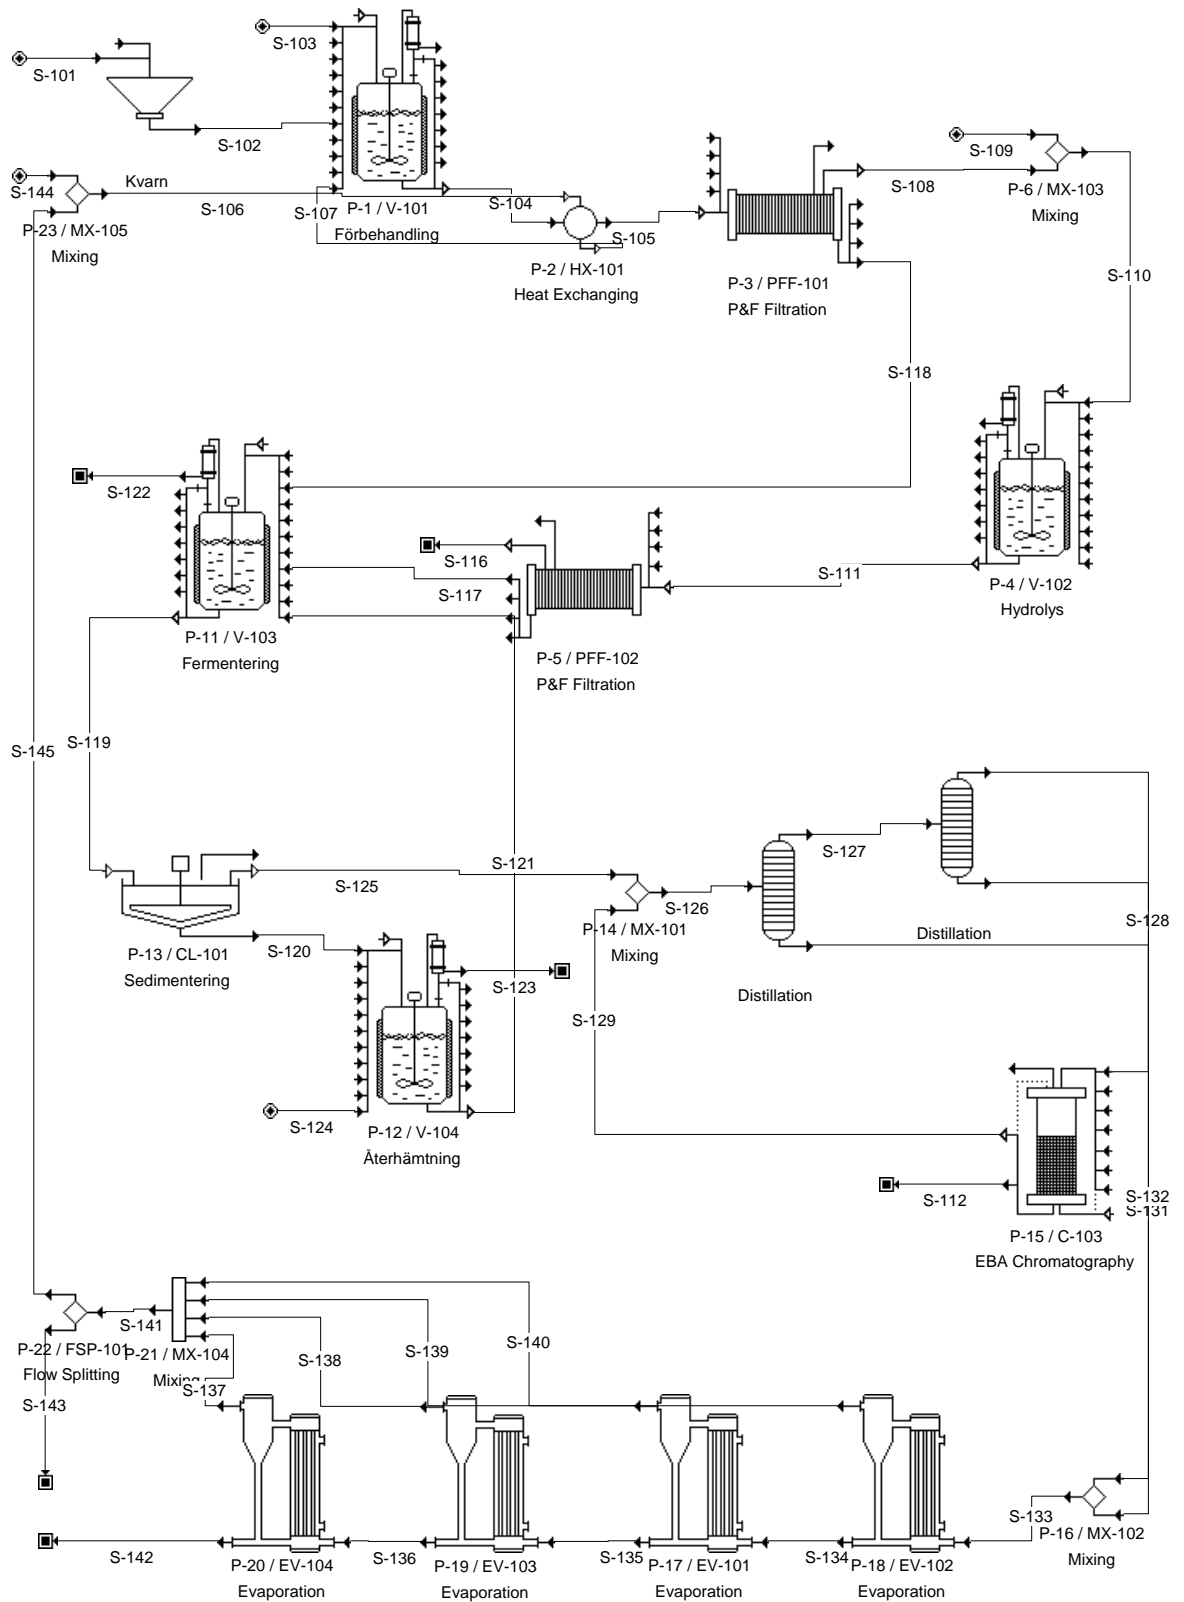 S-103
S-101
S-102
S-109
S-108
P-6 / MX-103
Mixing
S-144
Kvarn
S-106
S-107
P-1 / V-101
Förbehandling
S-104
S-105
P-23 / MX-105
Mixing
P-2 / HX-101
Heat Exchanging
P-3 / PFF-101
P&F Filtration
S-110
S-118
S-122
S-116
S-117
S-111
P-4 / V-102
Hydrolys
P-11 / V-103
Fermentering
P-5 / PFF-102
P&F Filtration
S-145
S-119
S-121
S-125
S-127
S-126
S-128
P-14 / MX-101
Mixing
Distillation
Distillation
P-13 / CL-101
Sedimentering
S-120
S-123
S-129
S-124
P-12 / V-104
Återhämtning
S-112
S-132
S-131
P-15 / C-103
EBA Chromatography
S-141
P-22 / FSP-101
Flow Splitting
P-21 / MX-104
Mixing
S-137
S-138
S-139
S-140
S-143
S-133
P-16 / MX-102
Mixing
S-142
P-20 / EV-104
Evaporation
S-136
P-19 / EV-103
Evaporation
S-135
P-17 / EV-101
Evaporation
S-134
P-18 / EV-102
Evaporation